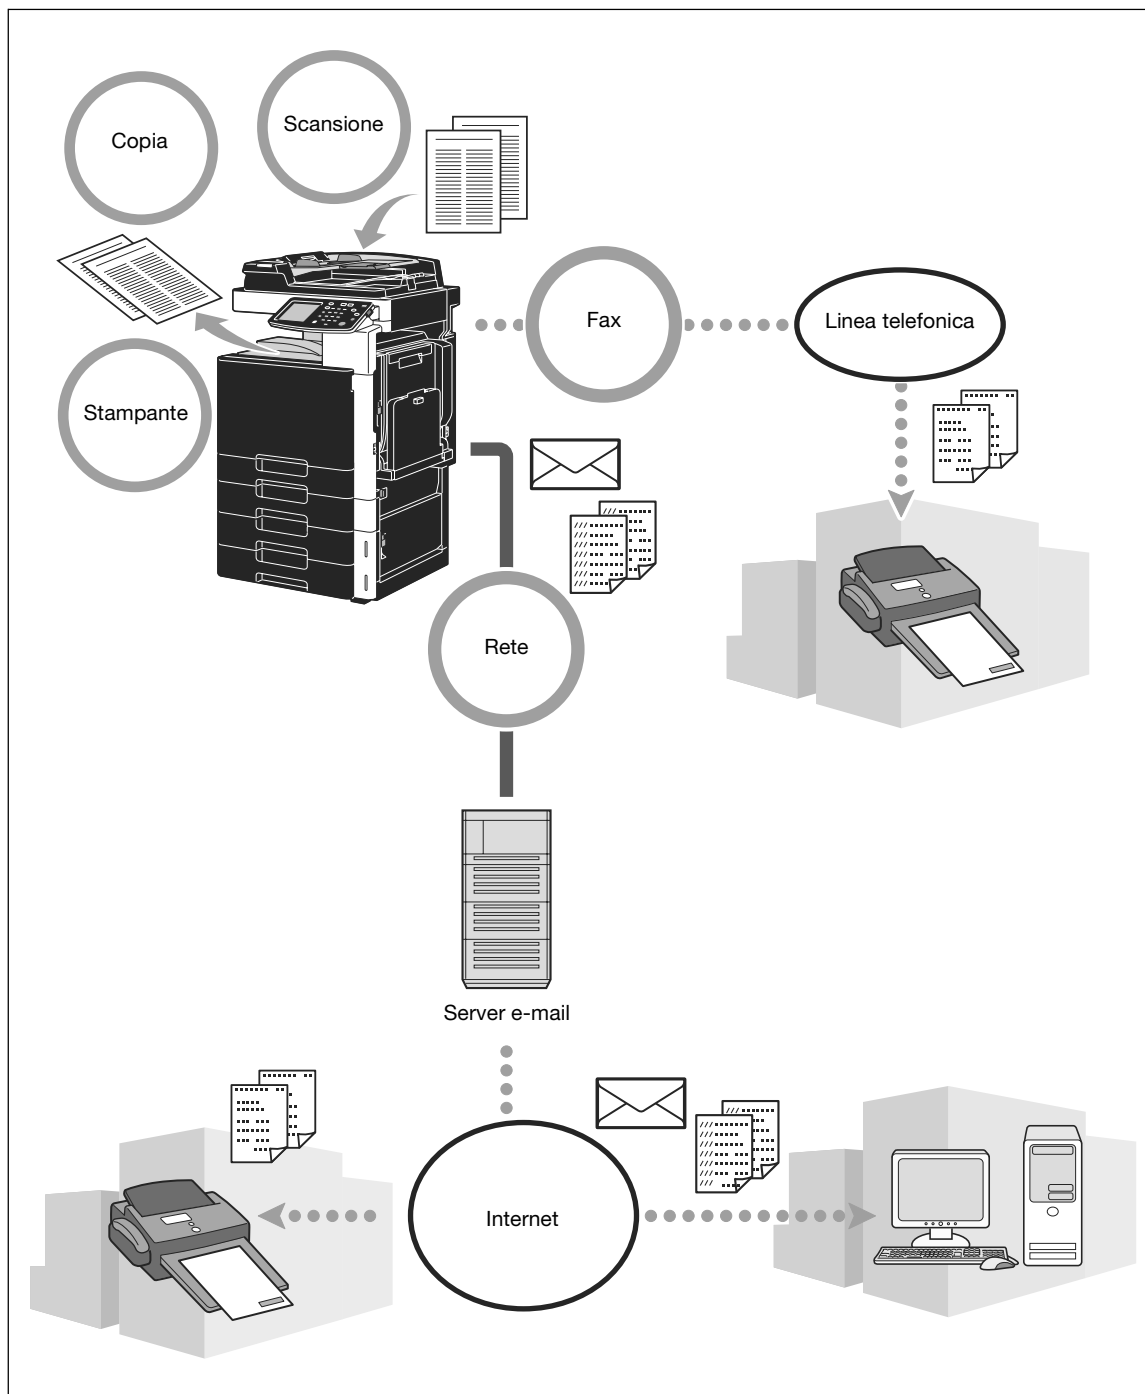 Copia
Scansione
Fax
Linea telefonica
Stampante
Rete
Server e-mail
Internet